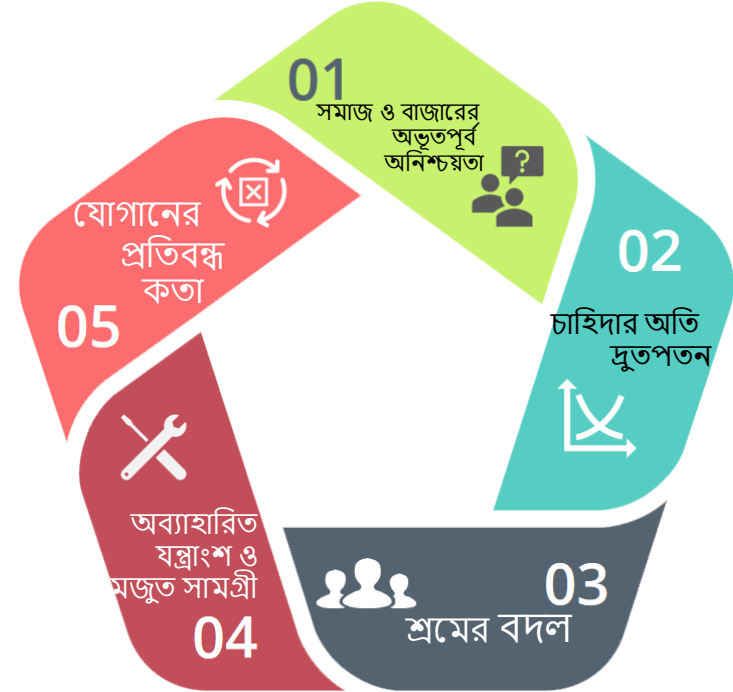 01
সমাজ ও বাজারের
অভূতপূর্ব
অনিশ্চয়তা
?
02
চাহিদার অতি
দ্রুতপতন
03
শ্রমের বদল
অব্যাহারিত
যন্ত্রাংশ ও
মজুত সামগ্রী
04
যোগানের
প্রতিবন্ধ
কতা
05